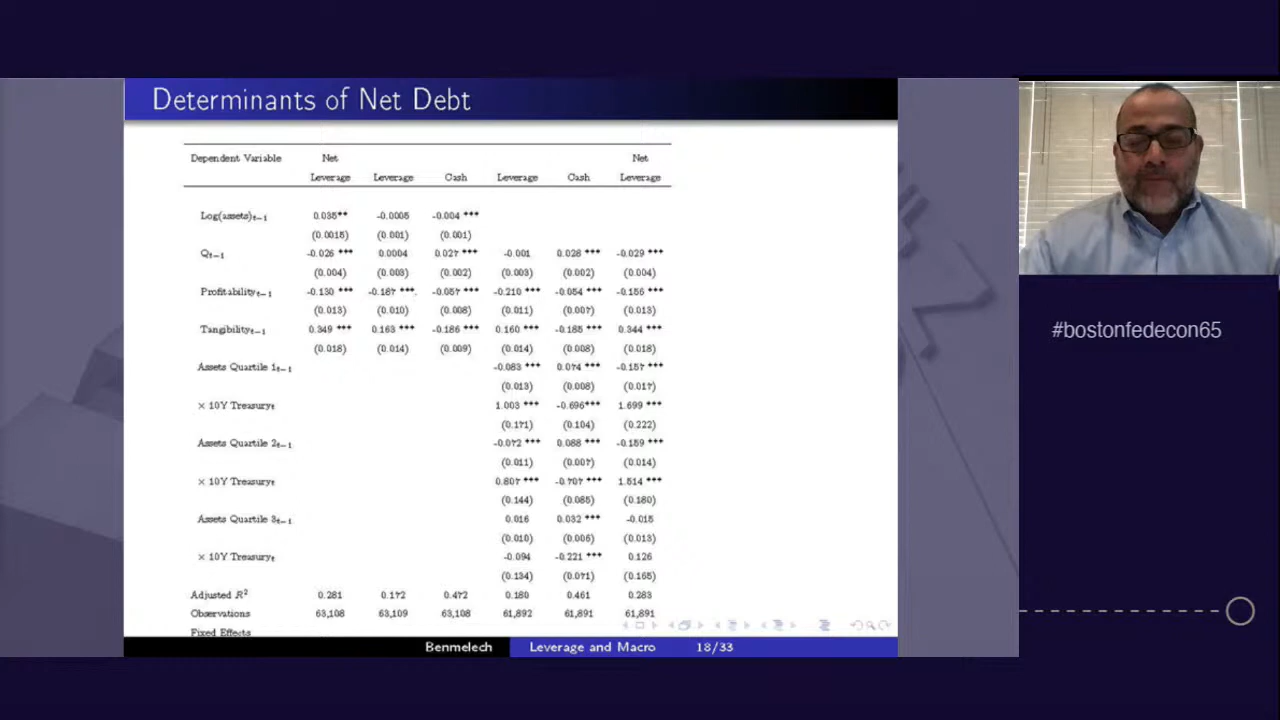 Determinants of Net Debt
Dependent Variable Net Net
Leverage Leverage Cash Leverage Cash Leverage
Log(assets)t−1 0.035** -0.0005 -0.004 ***
(0.0015) (0.001) (0.001)
Qt−1 -0.026 *** 0.0004 0.027 *** -0.001 0.028 *** -0.029 ***
(0.004) (0.003) (0.002) (0.003) (0.002) (0.004)
Profitabilityt−1 -0.130 *** -0.187 *** -0.057 *** -0.210 *** -0.054 *** -0.156 ***
(0.013) (0.010) (0.008) (0.011) (0.007) (0.013)
Tangibilityt−1 0.349 *** 0.163 *** -0.186 *** 0.160 *** -0.185 *** 0.344 ***
(0.018) (0.014) (0.009) (0.014) (0.008) (0.018)
Assets Quartile 1t−1 -0.083 *** 0.074 *** -0.157 ***
(0.013) (0.008) (0.017)
× 10Y Treasuryt 1.003 *** -0.696*** 1.699 ***
(0.171) (0.104) (0.222)
Assets Quartile 2t−1 -0.072 *** 0.088 *** -0.159 ***
(0.011) (0.007) (0.014)
× 10Y Treasuryt 0.807 *** -0.707 *** 1.514 ***
(0.144) (0.085) (0.180)
Assets Quartile 3t−1 0.016 0.032 *** -0.015
(0.010) (0.006) (0.013)
× 10Y Treasuryt -0.094 -0.221 *** 0.126
(0.134) (0.071) (0.165)
Adjusted R² 0.281 0.172 0.472 0.180 0.461 0.283
Observations 63,108 63,109 63,108 61,892 61,891 61,891
Fixed Effects
Benmelech Leverage and Macro 18/33
#bostonfedecon65